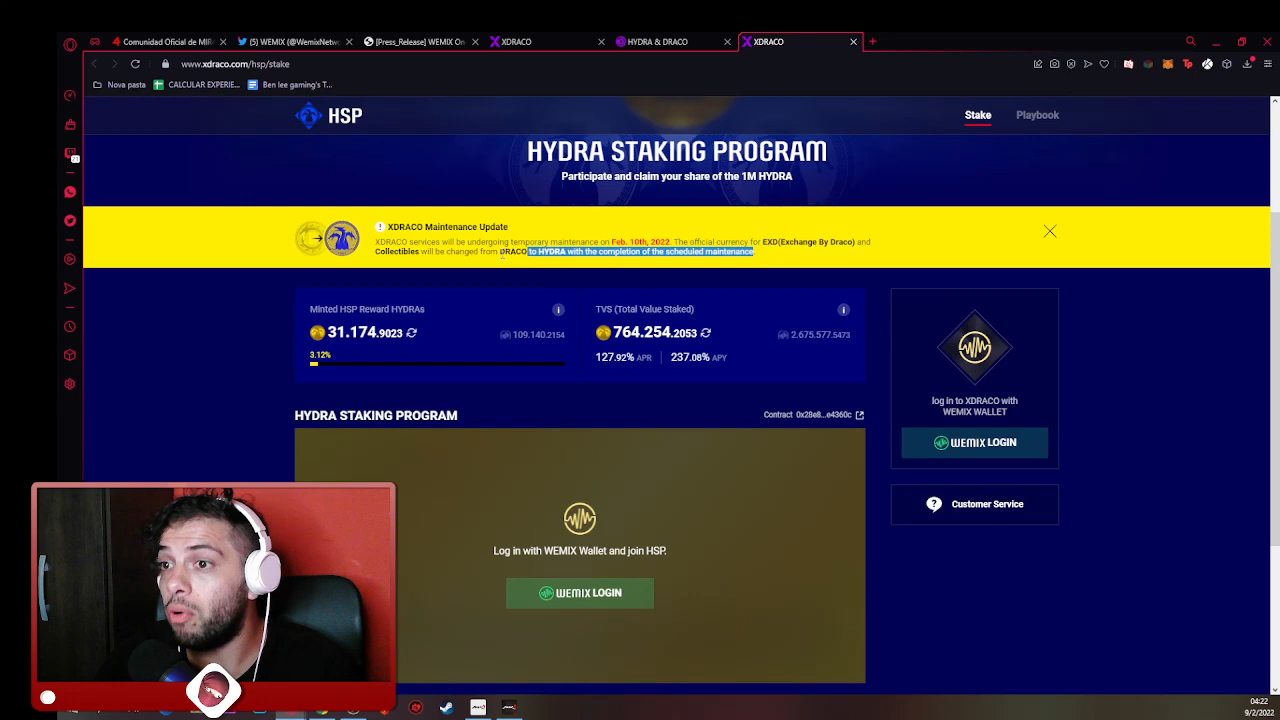 4 Comunidad Oficial de MIR4
(5) WEMIX (@WemixNetwo
[Press_Release] WEMIX On
XDRACO
HYDRA & DRACO
XDRACO
www.xdraco.com/hsp/stake
Nova pasta
CALCULAR EXPERIE...
Ben lee gaming's T...
HSP
Stake
Playbook
HYDRA STAKING PROGRAM
Participate and claim your share of the 1M HYDRA
XDRACO Maintenance Update
XDRACO services will be undergoing temporary maintenance on Feb. 10th, 2022. The official currency for EXD(Exchange By Draco) and
Collectibles will be changed from DRACO to HYDRA with the completion of the scheduled maintenance
Minted HSP Reward HYDRAs
31.174.9023
109.140.2154
3.12%
TVS (Total Value Staked)
764.254.2053
2.675.577.5473
127.92% APR | 237.08% APY
log in to XDRACO with
WEMIX WALLET
WEMIX LOGIN
Customer Service
HYDRA STAKING PROGRAM
Contract 0x28e8...e4360c
Log in with WEMIX Wallet and join HSP.
WEMIX LOGIN
04:22
9/2/2022